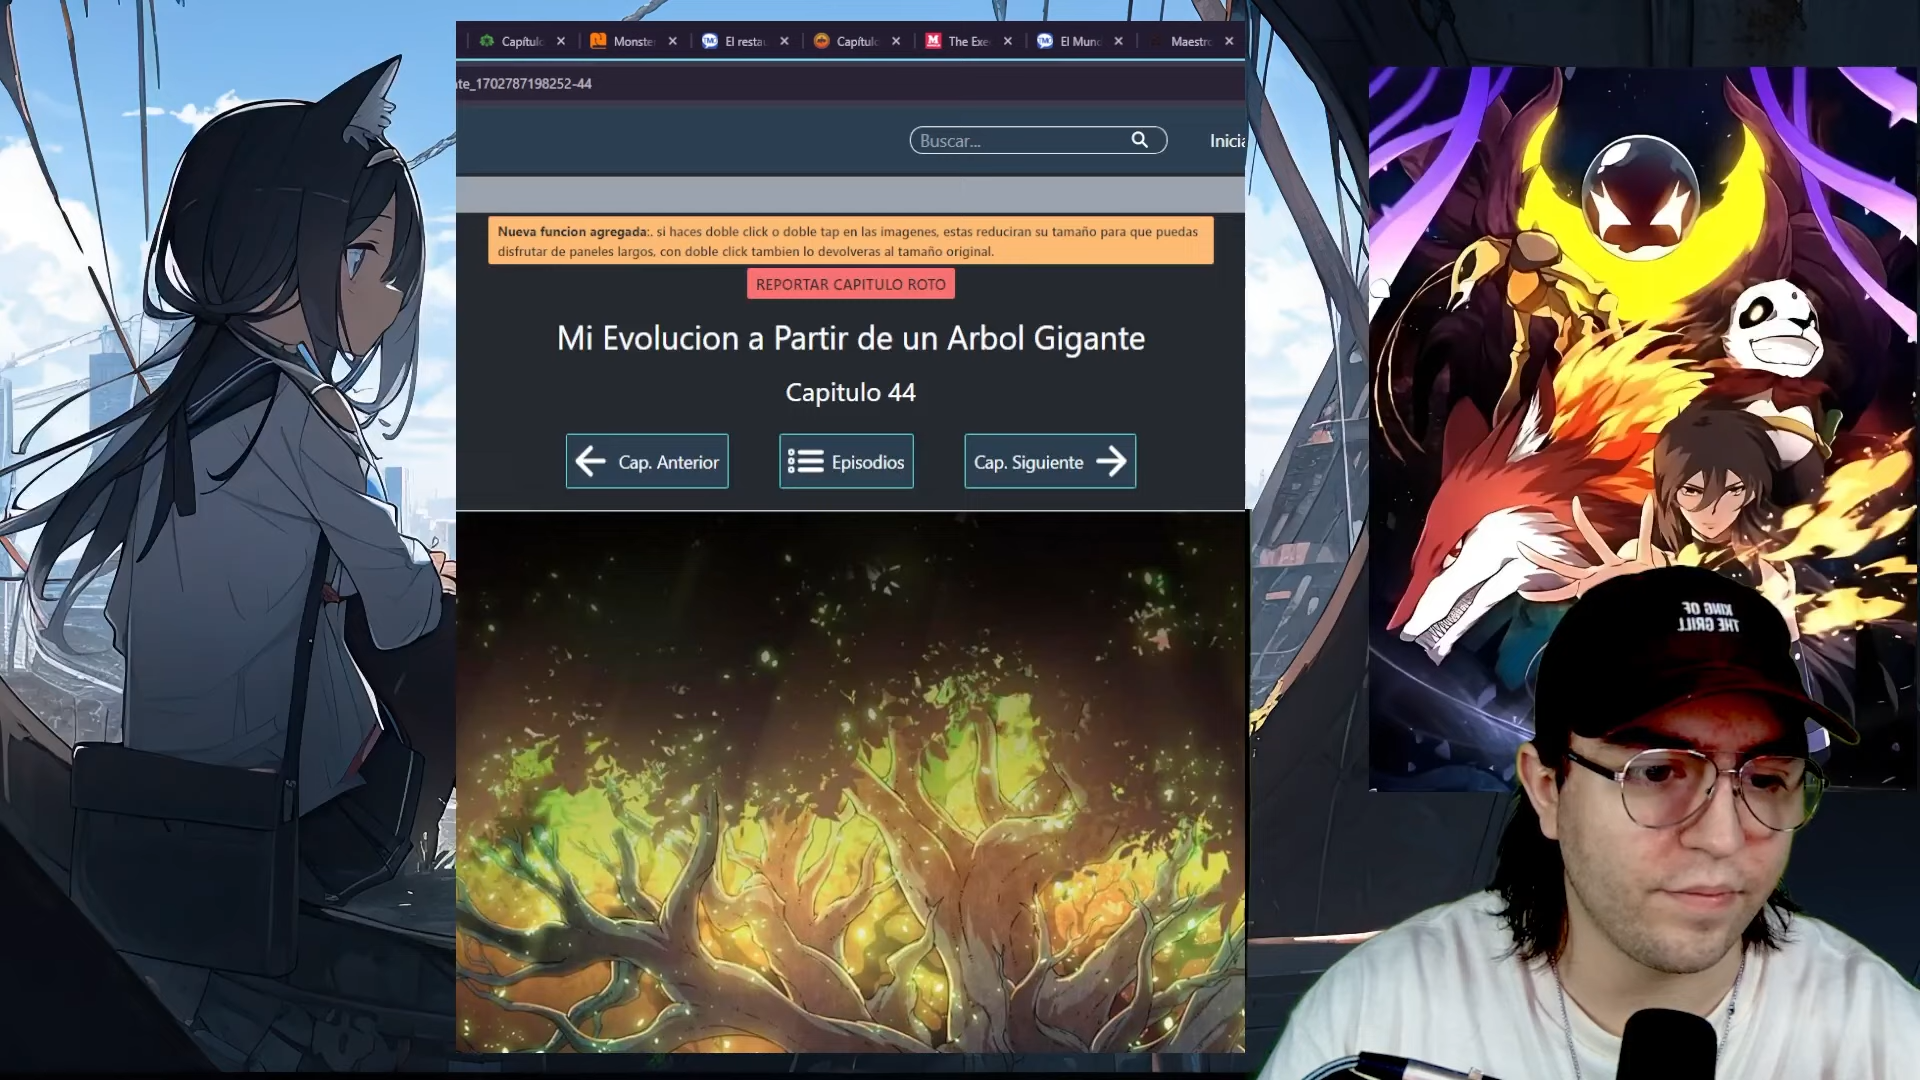 Capítulo
Monster
El resta
Capítulo
The Exe
El Mund
Maestro
te_1702787198252-44
Buscar...
Inicia
Nueva funcion agregada:. si haces doble click o doble tap en las imagenes, estas reduciran su tamaño para que puedas
disfrutar de paneles largos, con doble click tambien lo devolveras al tamaño original.
REPORTAR CAPITULO ROTO
Mi Evolucion a Partir de un Arbol Gigante
Capitulo 44
Cap. Anterior
Episodios
Cap. Siguiente
KING OF
THE GRILL